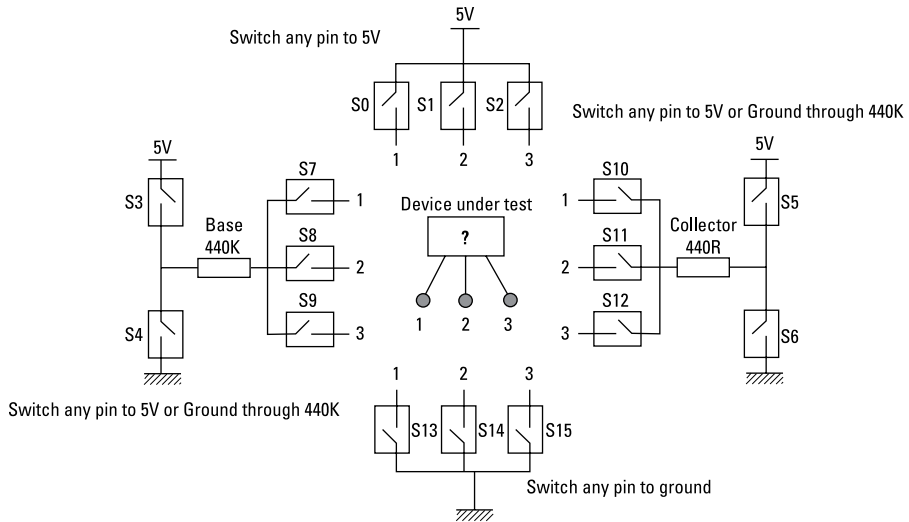 5V
Switch any pin to 5V
S0
S1
S2
Switch any pin to 5V or Ground through 440K
1
2
3
5V
5V
S7
S10
S3
1
Device under test
1
S5
Base
440K
S8
?
S11
Collector
440R
2
2
S9
S12
S4
3
1
2
3
3
S6
1
2
3
Switch any pin to 5V or Ground through 440K
S13
S14
S15
Switch any pin to ground